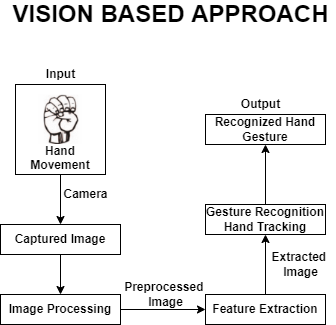 VISION BASED APPROACH
Input
Hand
Movement
Camera
Captured Image
Image Processing
Preprocessed
Image
Feature Extraction
Extracted
Image
Gesture Recognition
Hand Tracking
Output
Recognized Hand
Gesture